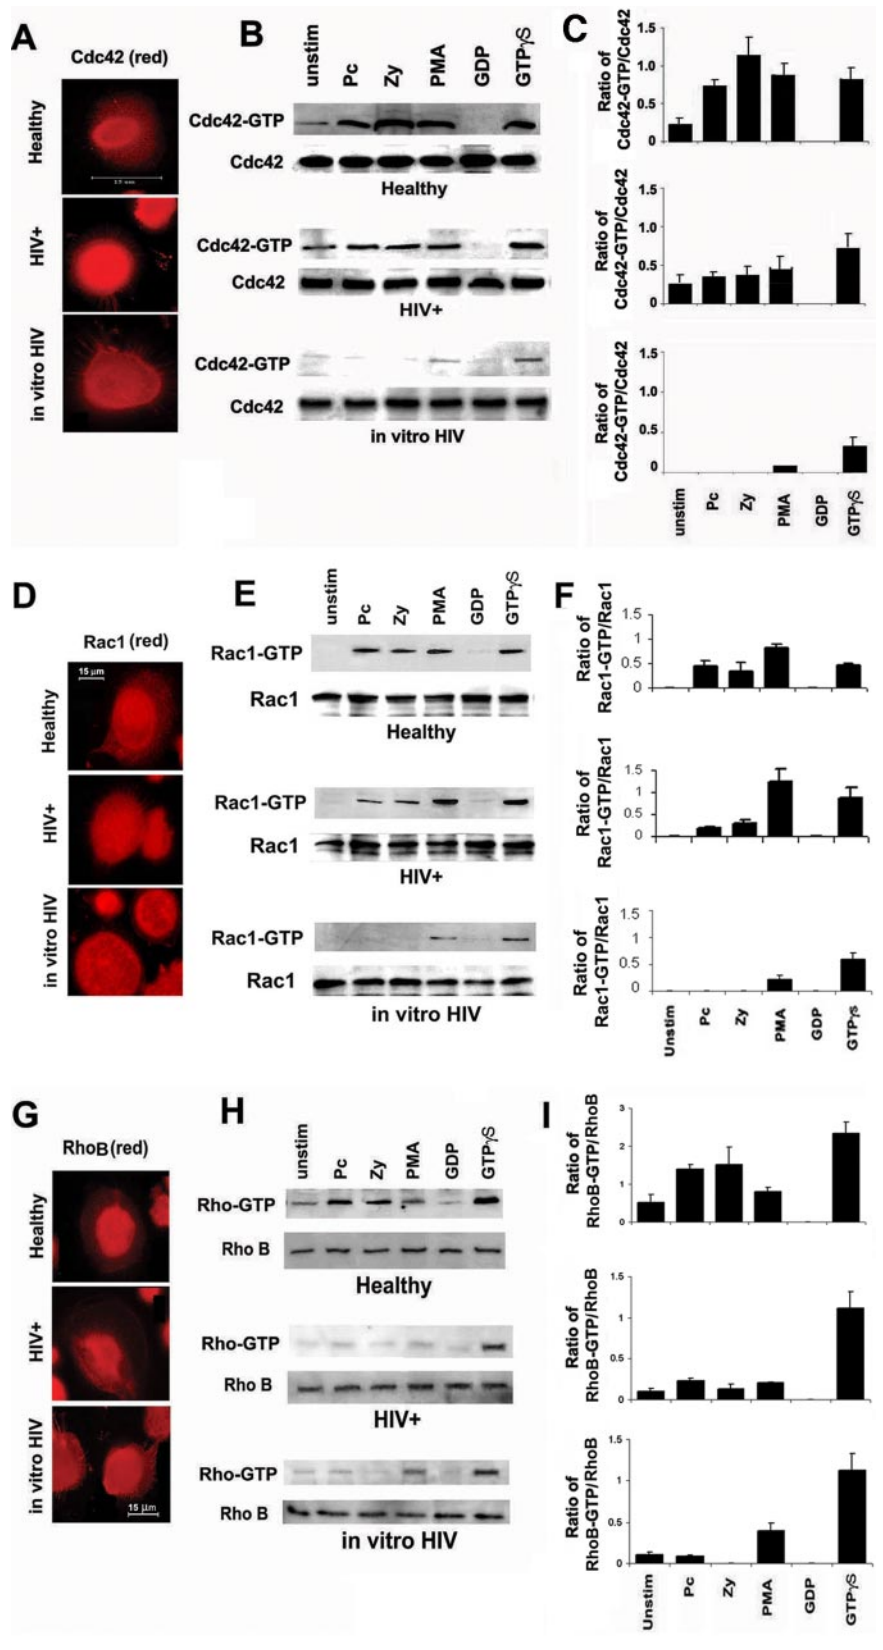 A
Cdc42 (red)
Healthy
HIV+
in vitro HIV
B
unstim
Pc
Zy
PMA
GDP
GTPγS
Cdc42-GTP
Cdc42
Healthy
Cdc42-GTP
Cdc42
HIV+
Cdc42-GTP
Cdc42
in vitro HIV
C
Ratio of
Cdc42-GTP/Cdc42
1.5
1.0
0.5
0
Ratio of
Cdc42-GTP/Cdc42
1.5
1.0
0.5
0
Ratio of
Cdc42-GTP/Cdc42
1.5
1.0
0.5
0
unstim
Pc
Zy
PMA
GDP
GTPγS
D
Rac1 (red)
15 μm
Healthy
HIV+
in vitro HIV
E
unstim
Pc
Zy
PMA
GDP
GTPγS
Rac1-GTP
Rac1
Healthy
Rac1-GTP
Rac1
HIV+
Rac1-GTP
Rac1
in vitro HIV
F
Ratio of
Rac1-GTP/Rac1
1.5
1
0.5
0
Ratio of
Rac1-GTP/Rac1
1.5
1
0.5
0
Ratio of
Rac1-GTP/Rac1
1.5
1
0.5
0
Unstim
Pc
Zy
PMA
GDP
GTPγs
G
RhoB(red)
Healthy
HIV+
in vitro HIV
15 μm
H
unstim
Pc
Zy
PMA
GDP
GTPγS
Rho-GTP
Rho B
Healthy
Rho-GTP
Rho B
HIV+
Rho-GTP
Rho B
in vitro HIV
I
Ratio of
RhoB-GTP/RhoB
3
2
1
0
Ratio of
RhoB-GTP/RhoB
1.5
1
0.5
0
Ratio of
RhoB-GTP/RhoB
1.5
1
0.5
0
Unstim
Pc
Zy
PMA
GDP
GTPγS